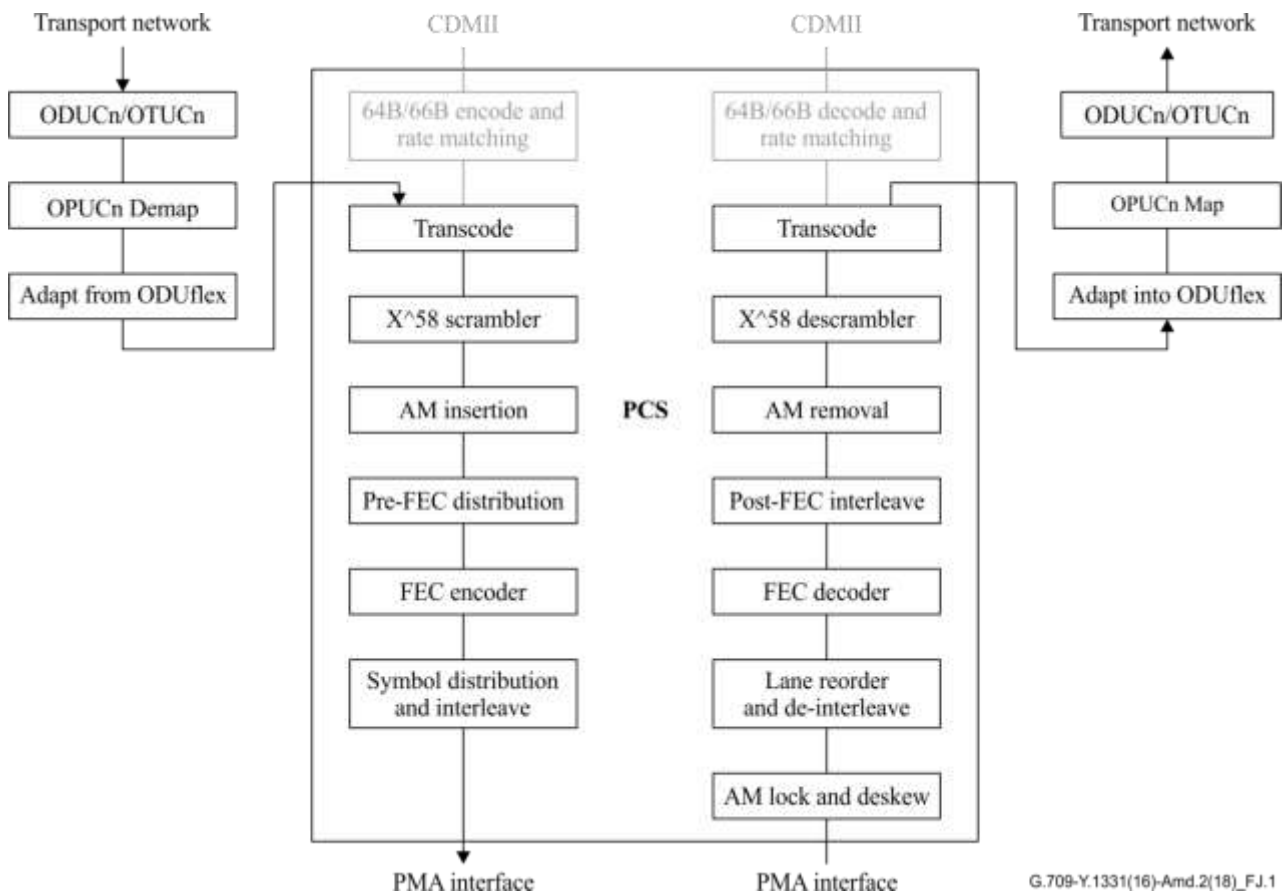 Transport network
CDMII
CDMII
Transport network
ODUCn/OTUCn
64B/66B encode and
rate matching
64B/66B decode and
rate matching
ODUCn/OTUCn
OPUCn Demap
Transcode
Transcode
OPUCn Map
Adapt from ODUflex
X^58 scrambler
X^58 descrambler
Adapt into ODUflex
AM insertion
PCS
AM removal
Pre-FEC distribution
Post-FEC interleave
FEC encoder
FEC decoder
Symbol distribution
and interleave
Lane reorder
and de-interleave
AM lock and deskew
PMA interface
PMA interface
G.709-Y.1331(16)-Amd.2(18)_FJ.1